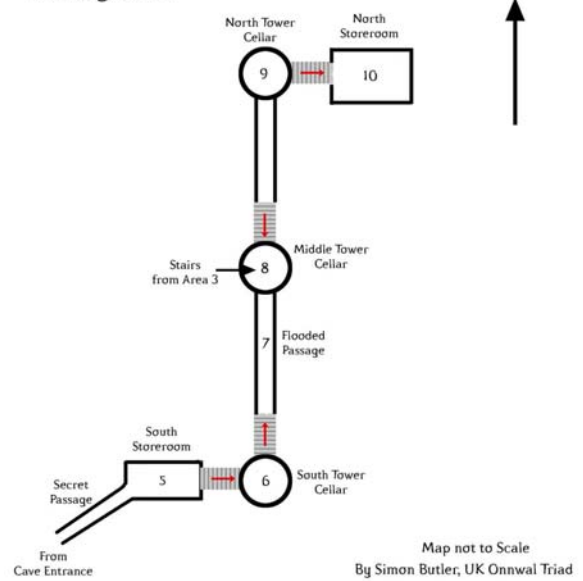 North Tower
Cellar
North
Storeroom
9
10
Stairs
from Area 3
8
Middle Tower
Cellar
7
Flooded
Passage
South
Storeroom
5
6
South Tower
Cellar
Secret
Passage
From
Cave Entrance
Map not to Scale
By Simon Butler, UK Onnwal Triad